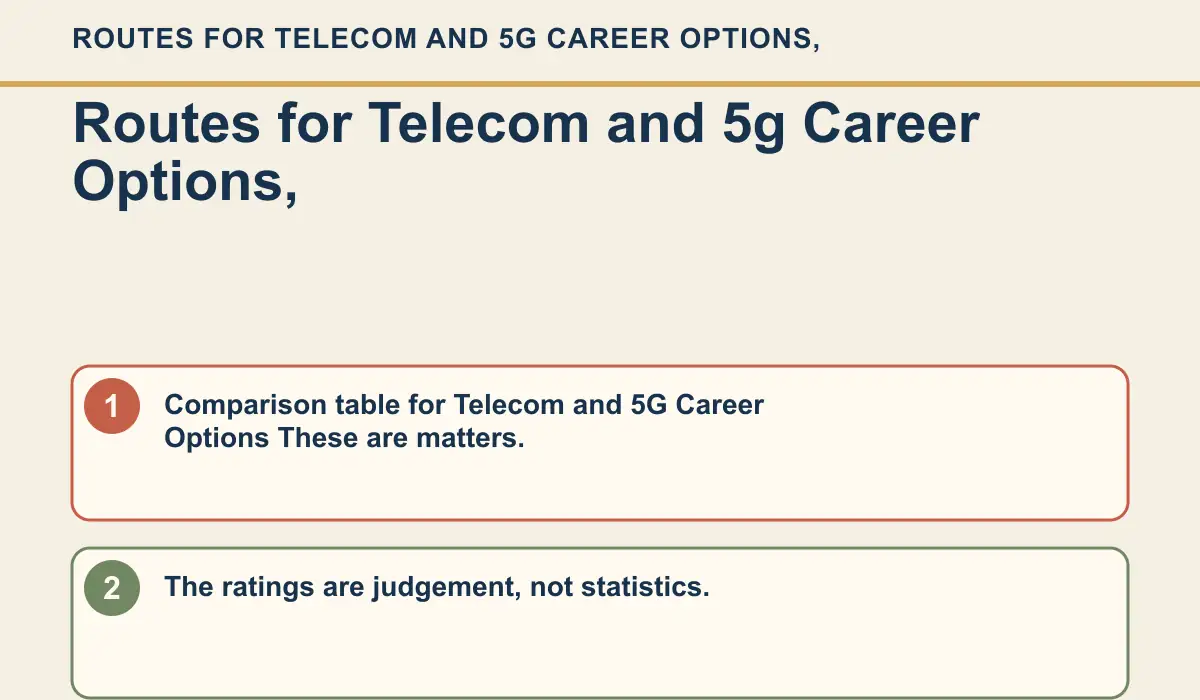 ROUTES FOR TELECOM AND 5G CAREER OPTIONS,
Routes for Telecom and 5g Career
Options,
1
Comparison table for Telecom and 5G Career
Options These are matters.
2
The ratings are judgement, not statistics.